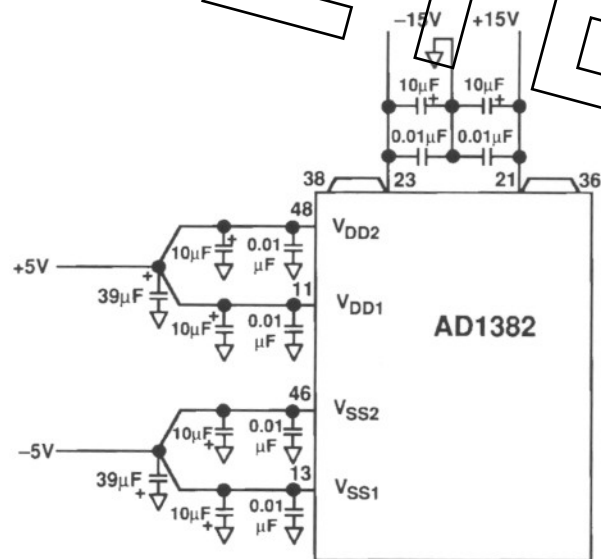 –15V +15V
10µF + 10µF +
0.01µF 0.01µF
38 23 21 36
48
VDD2
+ 10µF 0.01 µF
+5V
+
39µF
11
VDD1
+ 10µF 0.01 µF
AD1382
46
VSS2
10µF + 0.01 µF
–5V
39µF +
13
VSS1
10µF + 0.01 µF